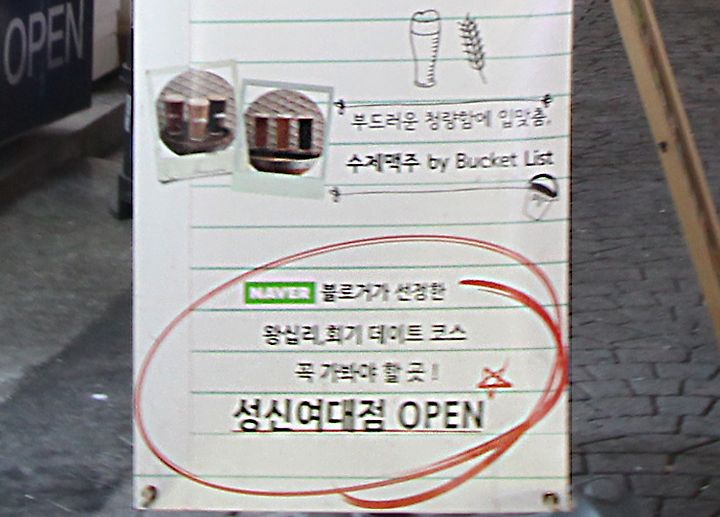 OPEN
부드러운 청량함에 입맞춤,
수제맥주 by Bucket List
NAVER 블로거가 선정한
왕십리,회기 데이트 코스
꼭 가봐야 할 곳 !
성신여대점 OPEN